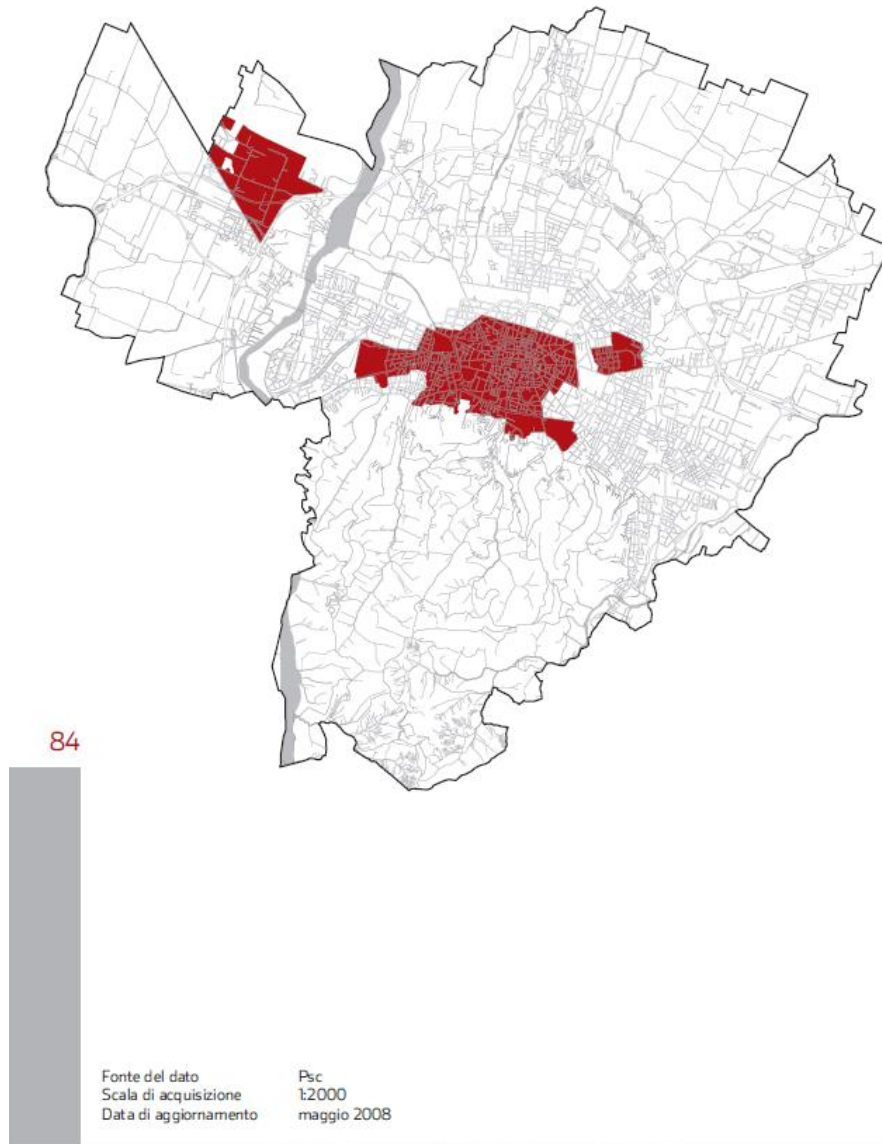 84
Fonte del dato Psc
Scala di acquisizione 1:2000
Data di aggiornamento maggio 2008